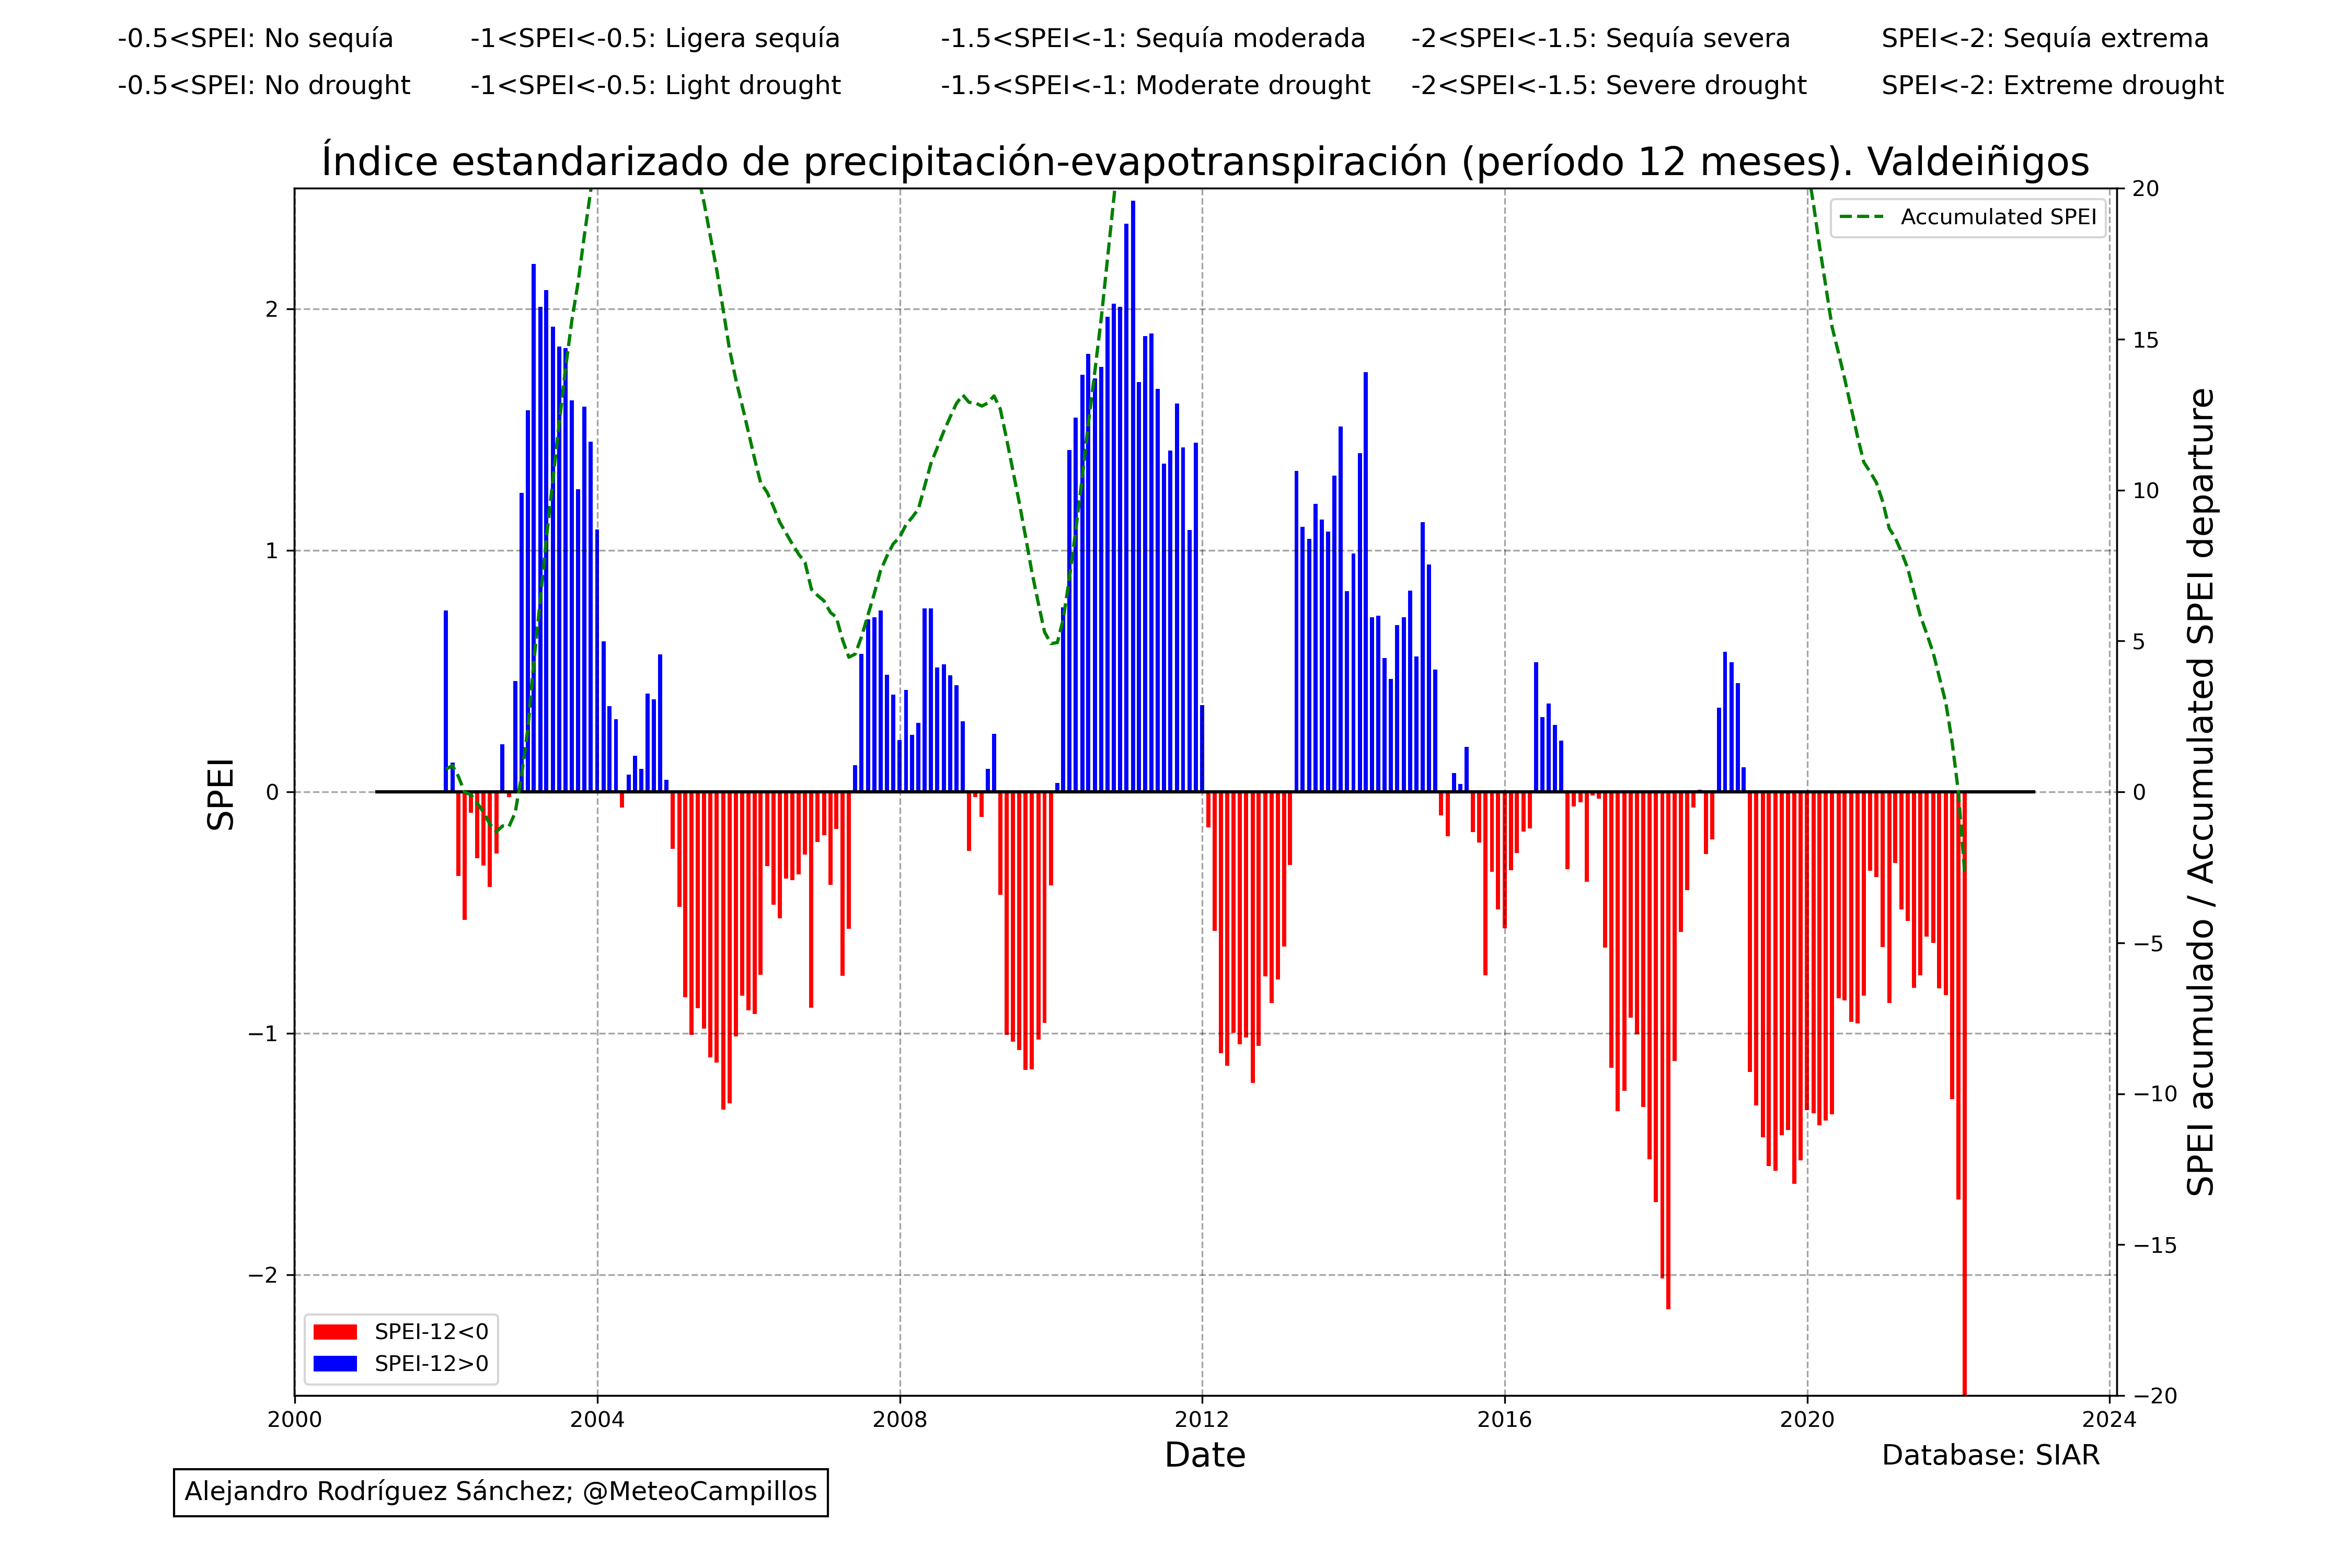 -0.5<SPEI: No sequía -1<SPEI<-0.5: Ligera sequía -1.5<SPEI<-1: Sequía moderada -2<SPEI<-1.5: Sequía severa SPEI<-2: Sequía extrema
-0.5<SPEI: No drought -1<SPEI<-0.5: Light drought -1.5<SPEI<-1: Moderate drought -2<SPEI<-1.5: Severe drought SPEI<-2: Extreme drought
Índice estandarizado de precipitación-evapotranspiración (período 12 meses). Valdeiñigos
Accumulated SPEI
SPEI
2
1
0
−1
−2
20
15
10
5
0
−5
−10
−15
−20
SPEI acumulado / Accumulated SPEI departure
SPEI-12<0
SPEI-12>0
2000 2004 2008 2012 2016 2020 2024
Date
Database: SIAR
Alejandro Rodríguez Sánchez; @MeteoCampillos